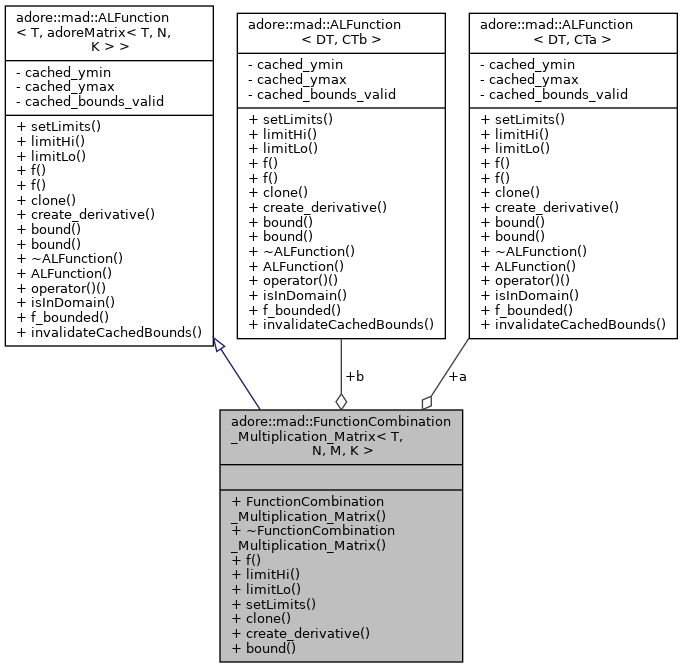 adore::mad::ALFunction
< T, adoreMatrix< T, N,
K > >
- cached_ymin
- cached_ymax
- cached_bounds_valid
+ setLimits()
+ limitHi()
+ limitLo()
+ f()
+ f()
+ clone()
+ create_derivative()
+ bound()
+ bound()
+ ~ALFunction()
+ ALFunction()
+ operator()()
+ isInDomain()
+ f_bounded()
+ invalidateCachedBounds()
adore::mad::ALFunction
< DT, CTb >
- cached_ymin
- cached_ymax
- cached_bounds_valid
+ setLimits()
+ limitHi()
+ limitLo()
+ f()
+ f()
+ clone()
+ create_derivative()
+ bound()
+ bound()
+ ~ALFunction()
+ ALFunction()
+ operator()()
+ isInDomain()
+ f_bounded()
+ invalidateCachedBounds()
adore::mad::ALFunction
< DT, CTa >
- cached_ymin
- cached_ymax
- cached_bounds_valid
+ setLimits()
+ limitHi()
+ limitLo()
+ f()
+ f()
+ clone()
+ create_derivative()
+ bound()
+ bound()
+ ~ALFunction()
+ ALFunction()
+ operator()()
+ isInDomain()
+ f_bounded()
+ invalidateCachedBounds()
+b
+a
adore::mad::FunctionCombination
_Multiplication_Matrix< T,
N, M, K >
+ FunctionCombination
_Multiplication_Matrix()
+ ~FunctionCombination
_Multiplication_Matrix()
+ f()
+ limitHi()
+ limitLo()
+ setLimits()
+ clone()
+ create_derivative()
+ bound()